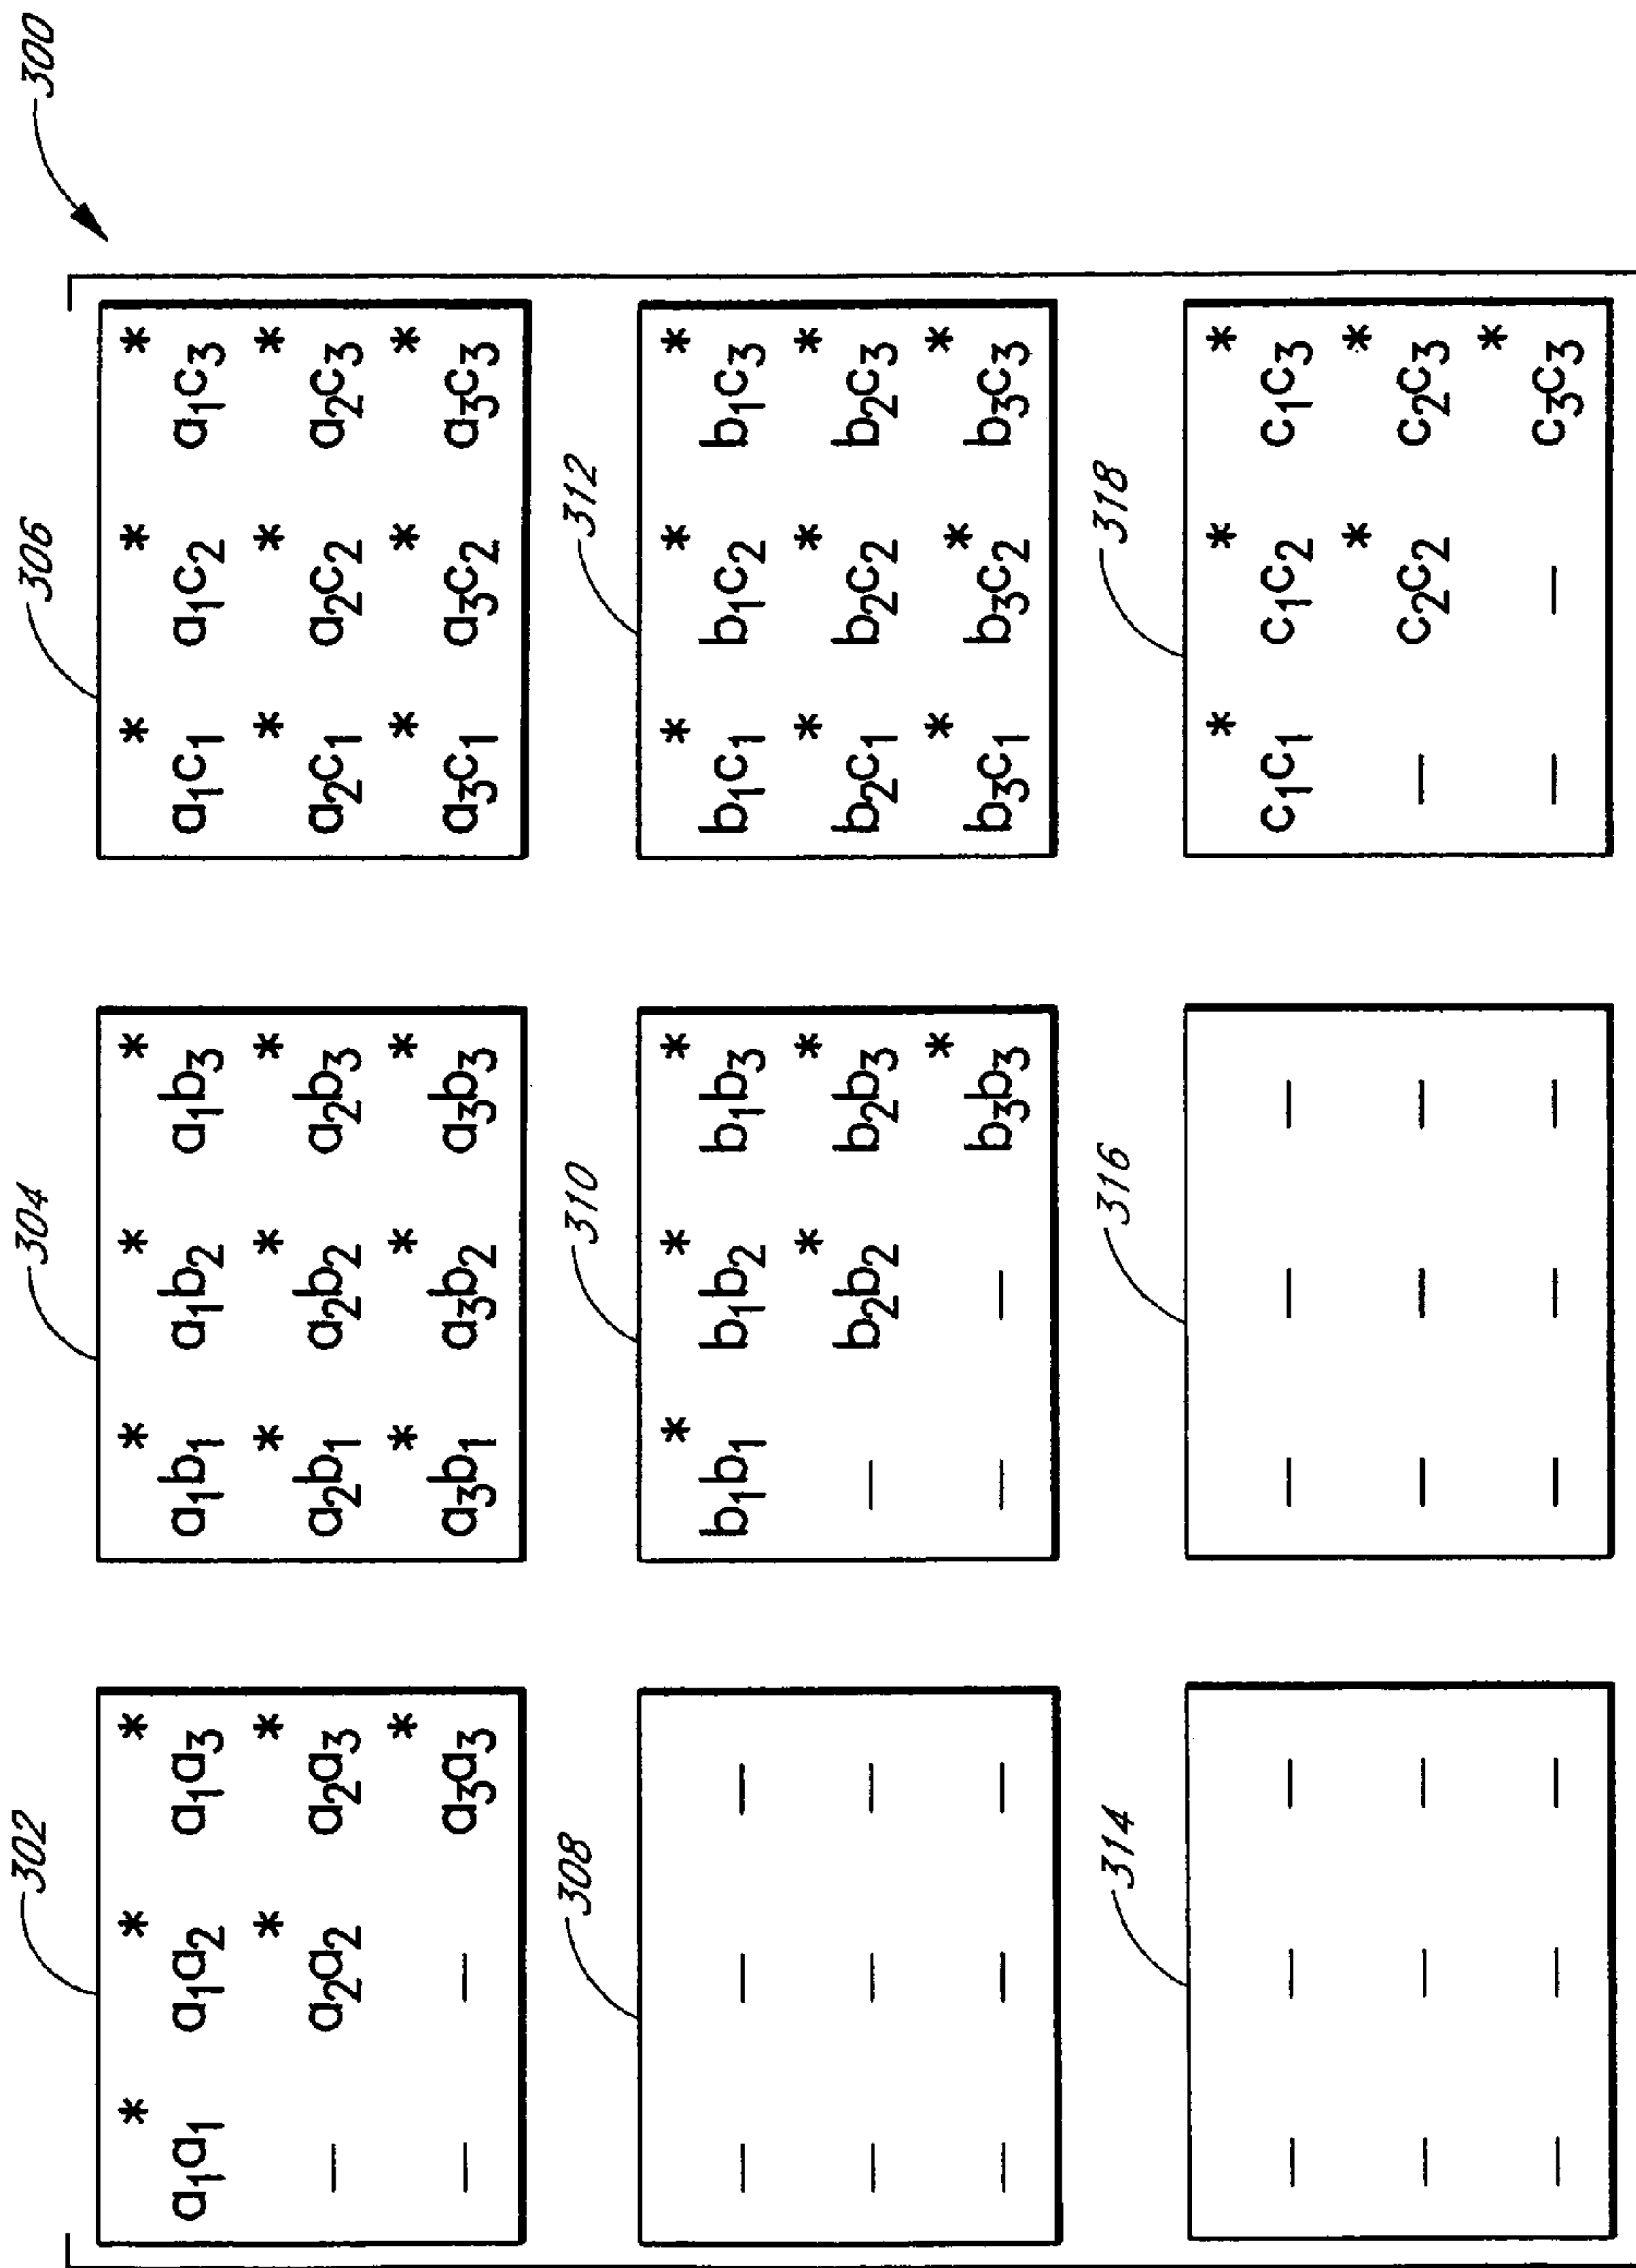 300
302 304 306
a₁a₁* a₁a₂* a₁a₃* a₁b₁* a₁b₂* a₁b₃* a₁c₁* a₁c₂* a₁c₃*
— a₂a₂* a₂a₃* a₂b₁* a₂b₂* a₂b₃* a₂c₁* a₂c₂* a₂c₃*
— — a₃a₃* a₃b₁* a₃b₂* a₃b₃* a₃c₁* a₃c₂* a₃c₃*
308 310 312
— — — b₁b₁* b₁b₂* b₁b₃* b₁c₁* b₁c₂* b₁c₃*
— — — — b₂b₂* b₂b₃* b₂c₁* b₂c₂* b₂c₃*
— — — — — b₃b₃* b₃c₁* b₃c₂* b₃c₃*
314 316 318
— — — — — — c₁c₁* c₁c₂* c₁c₃*
— — — — — — — c₂c₂* c₂c₃*
— — — — — — — — c₃c₃*